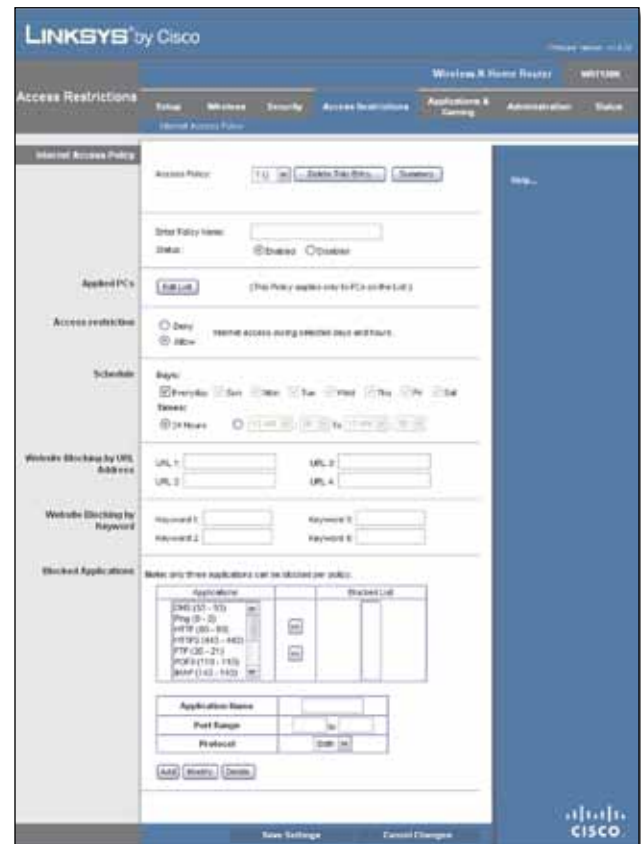 LINKSYS® by Cisco
Wireless-N Home Router
Access Restrictions
Setup Wireless Security Access Restrictions Applications & Gaming Administration Status
Internet Access Policy
Internet Access Policy
Access Policy: Delete This Entry Summary
Help...
Enter Policy Name:
Status: Enabled Disabled
Applied PCs
Edit List (This Policy applies only to PCs on the List.)
Access restriction
Deny
Allow
Internet access during selected days and hours.
Schedule
Days:
Everyday Sun Mon Tue Wed Thu Fri Sat
Times:
24 Hours To
Website Blocking by URL Address
URL 1: URL 3:
URL 2: URL 4:
Website Blocking by Keyword
Keyword 1: Keyword 3:
Keyword 2:
Blocked Applications
Note: only three applications can be blocked per policy.
Applications Blocked List
DNS (53 - 53)
Ping (0 - 0)
HTTP (80 - 80)
HTTPS (443 - 443)
FTP (20 - 21)
POP3 (110 - 110)
IMAP (143 - 143)
Application Name
Port Range to
Protocol Both
Add Modify Delete
Save Settings Cancel Changes
CISCO